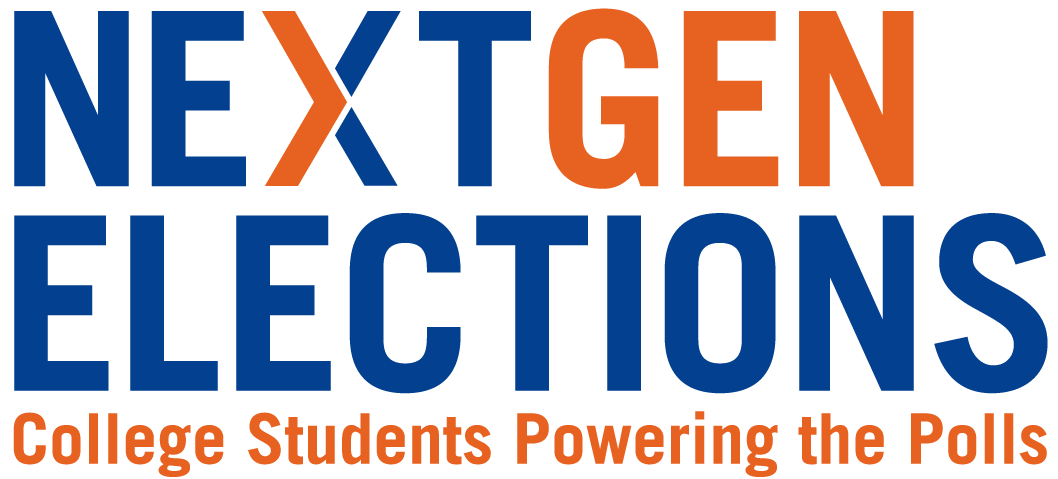 NEXTGEN
ELECTIONS
College Students Powering the Polls